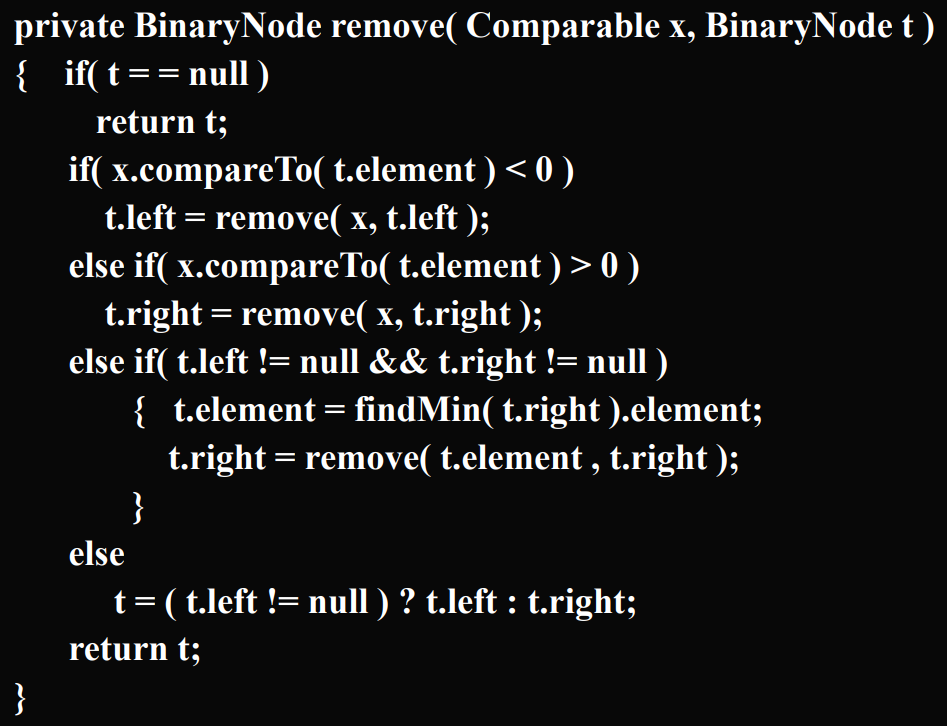 private BinaryNode remove( Comparable x, BinaryNode t )
{ if( t = = null )
return t;
if( x.compareTo( t.element ) < 0 )
t.left = remove( x, t.left );
else if( x.compareTo( t.element ) > 0 )
t.right = remove( x, t.right );
else if( t.left != null && t.right != null )
{ t.element = findMin( t.right ).element;
t.right = remove( t.element , t.right );
}
else
t = ( t.left != null ) ? t.left : t.right;
return t;
}